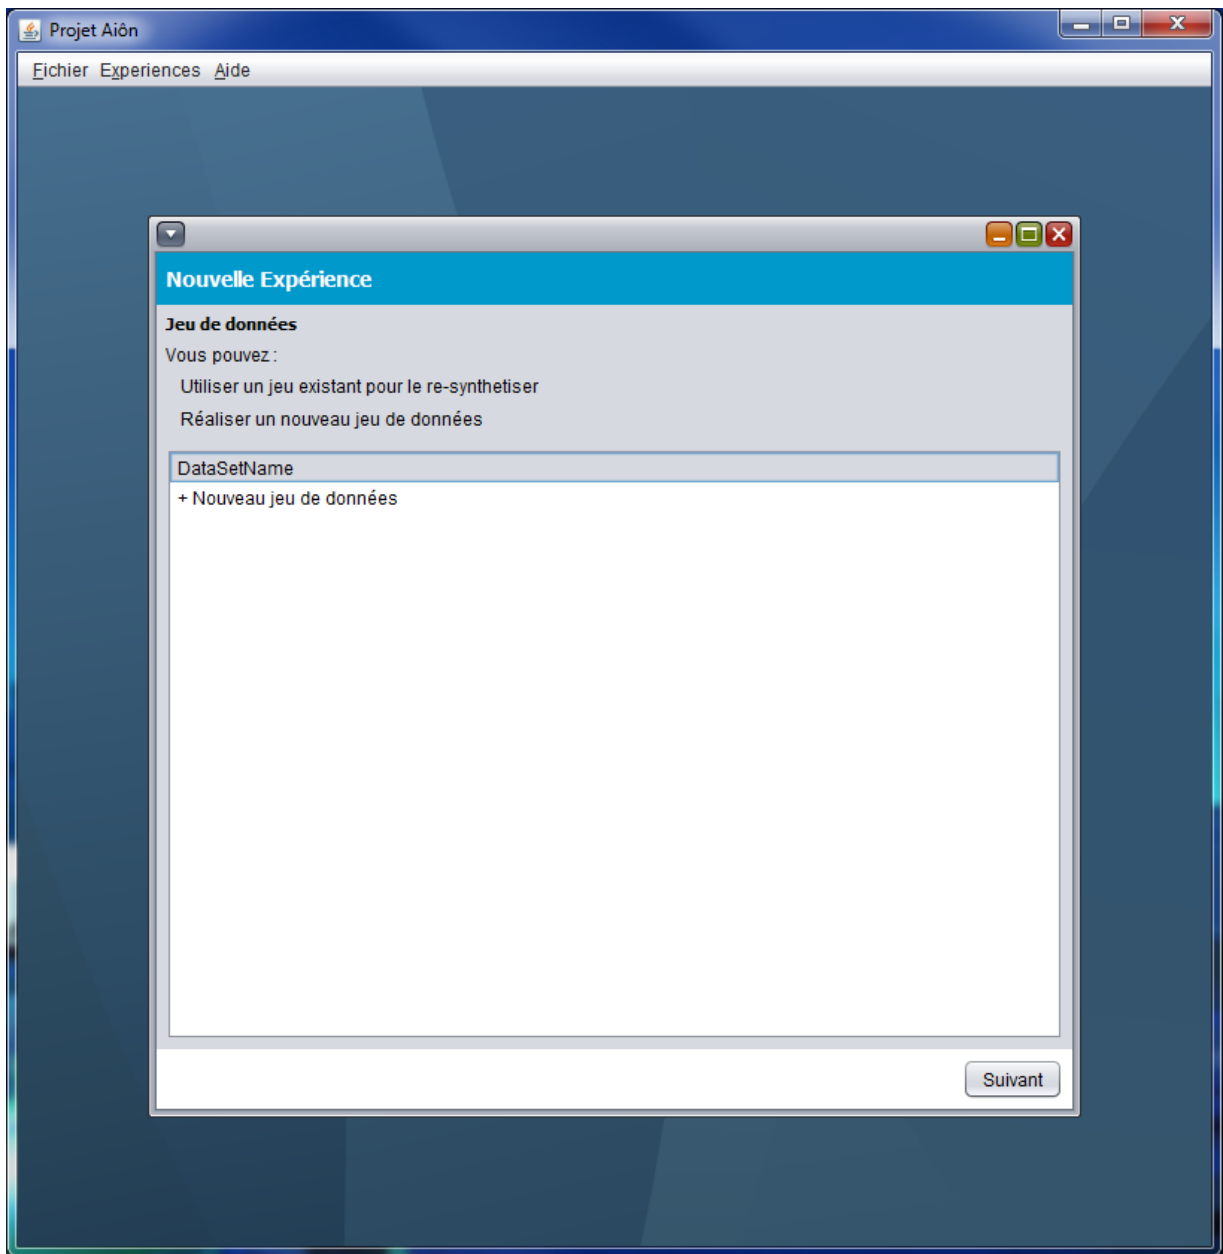 Projet Aiôn
Fichier Experiences Aide
Nouvelle Expérience
Jeu de données
Vous pouvez :
Utiliser un jeu existant pour le re-synthetiser
Réaliser un nouveau jeu de données
DataSetName
+ Nouveau jeu de données
Suivant